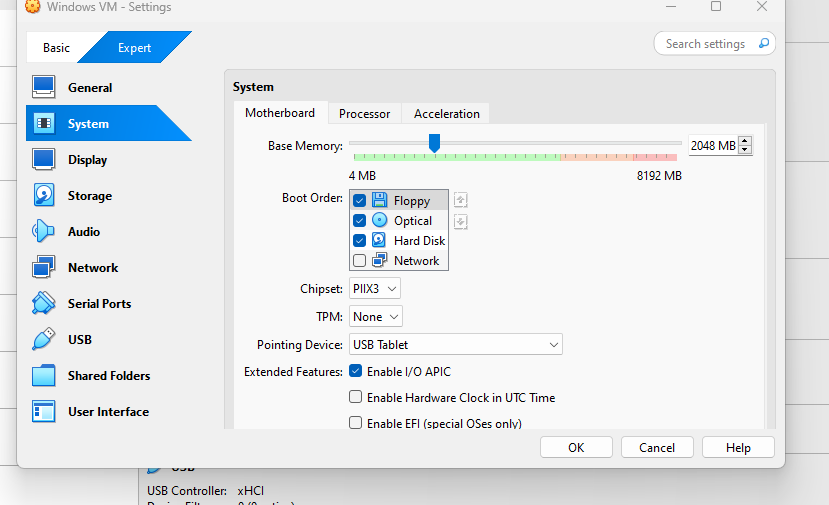 Windows VM - Settings
Basic
Expert
Search settings
General
System
Display
Storage
Audio
Network
Serial Ports
USB
Shared Folders
User Interface
System
Motherboard
Processor
Acceleration
Base Memory:
2048 MB
4 MB
8192 MB
Boot Order:
Floppy
Optical
Hard Disk
Network
Chipset:
PIIX3
TPM:
None
Pointing Device:
USB Tablet
Extended Features:
Enable I/O APIC
Enable Hardware Clock in UTC Time
Enable EFI (special OSes only)
OK
Cancel
Help
USB
USB Controller: xHCI